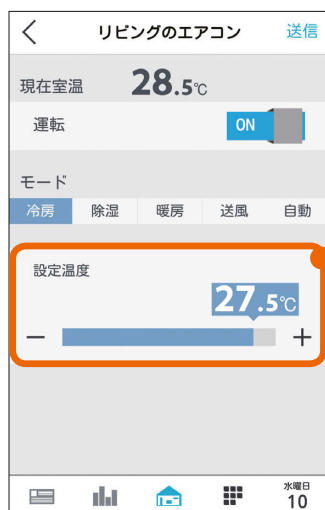 リビングのエアコン 送信
現在室温 28.5℃
運転 ON
モード
冷房 除湿 暖房 送風 自動
設定温度
27.5℃
− +
水曜日
10